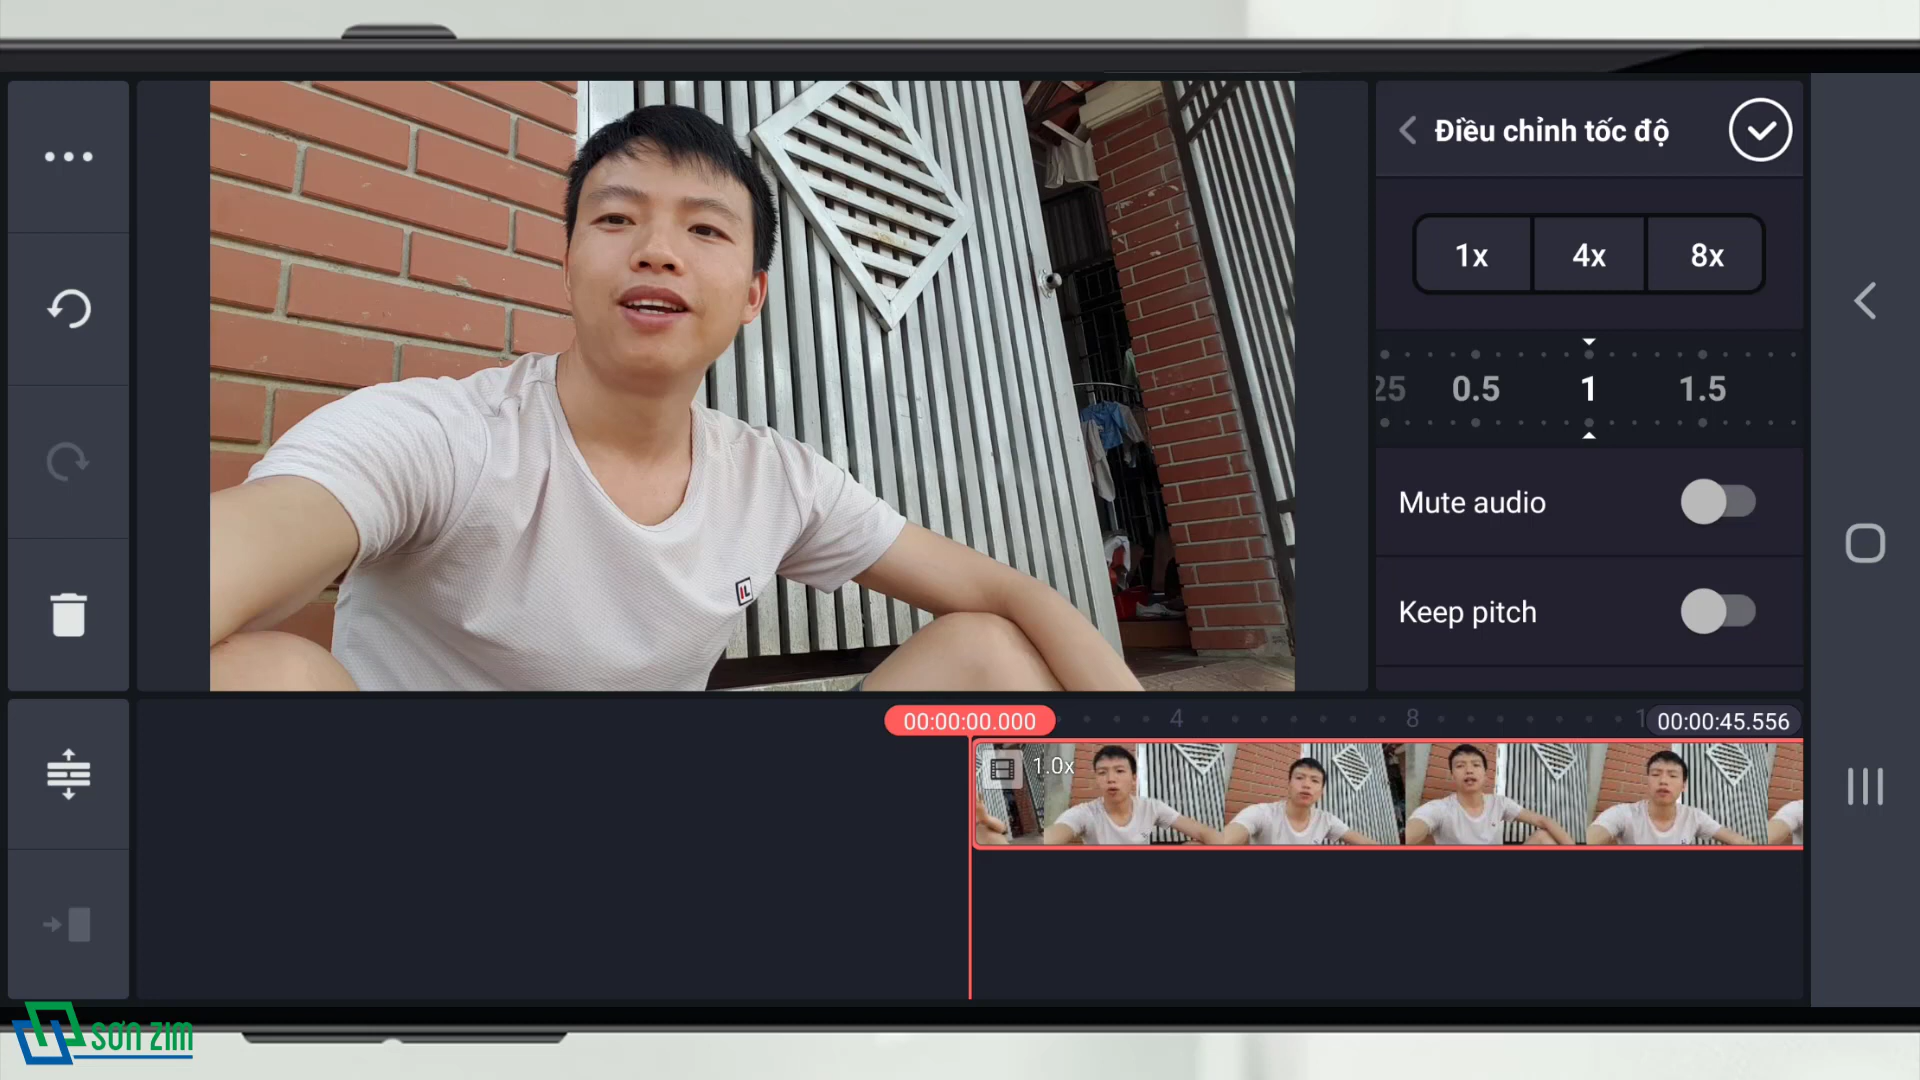 Điều chỉnh tốc độ
1x 4x 8x
25 0.5 1 1.5
Mute audio
Keep pitch
00:00:00.000 4 8 1 00:00:45.556
1.0x
SƠN ZIM